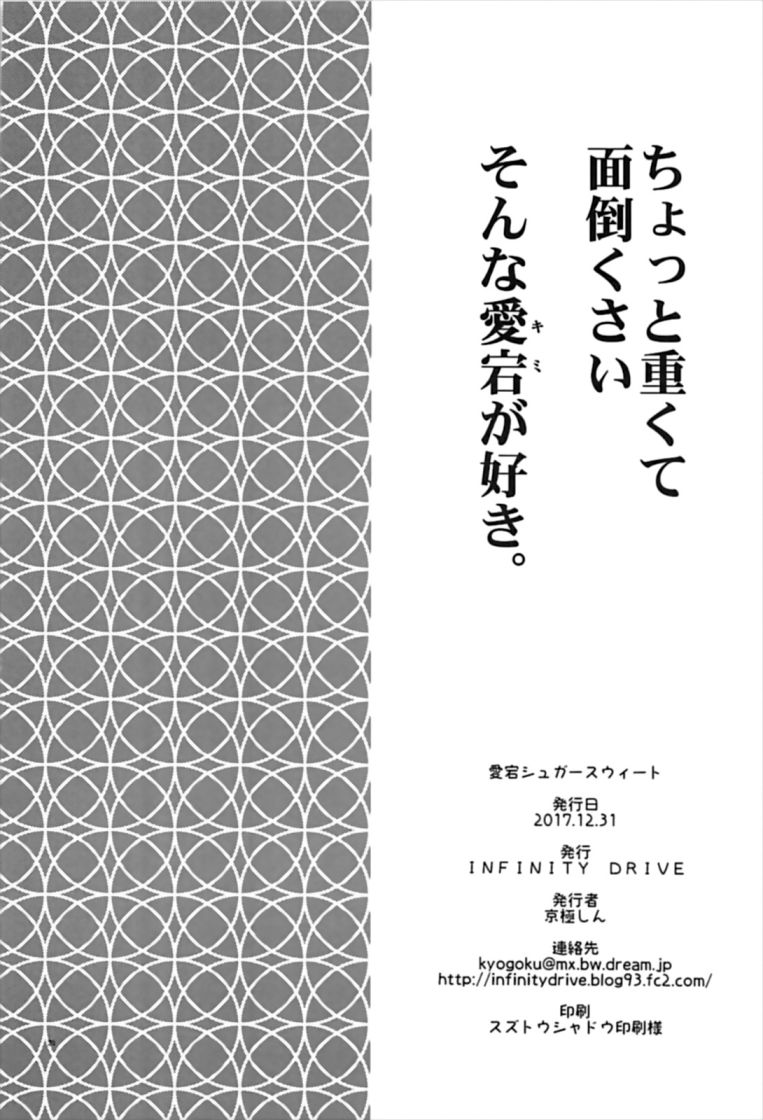 ちょっと重くて
面倒くさい
そんな愛宕が好き。
キミ
愛宕シュガースウィート
発行日
2017.12.31
発行
ＩＮＦＩＮＩＴＹ　ＤＲＩＶＥ
発行者
京極しん
連絡先
kyogoku@mx.bw.dream.jp
http://infinitydrive.blog93.fc2.com/
印刷
スズトウシャドウ印刷様